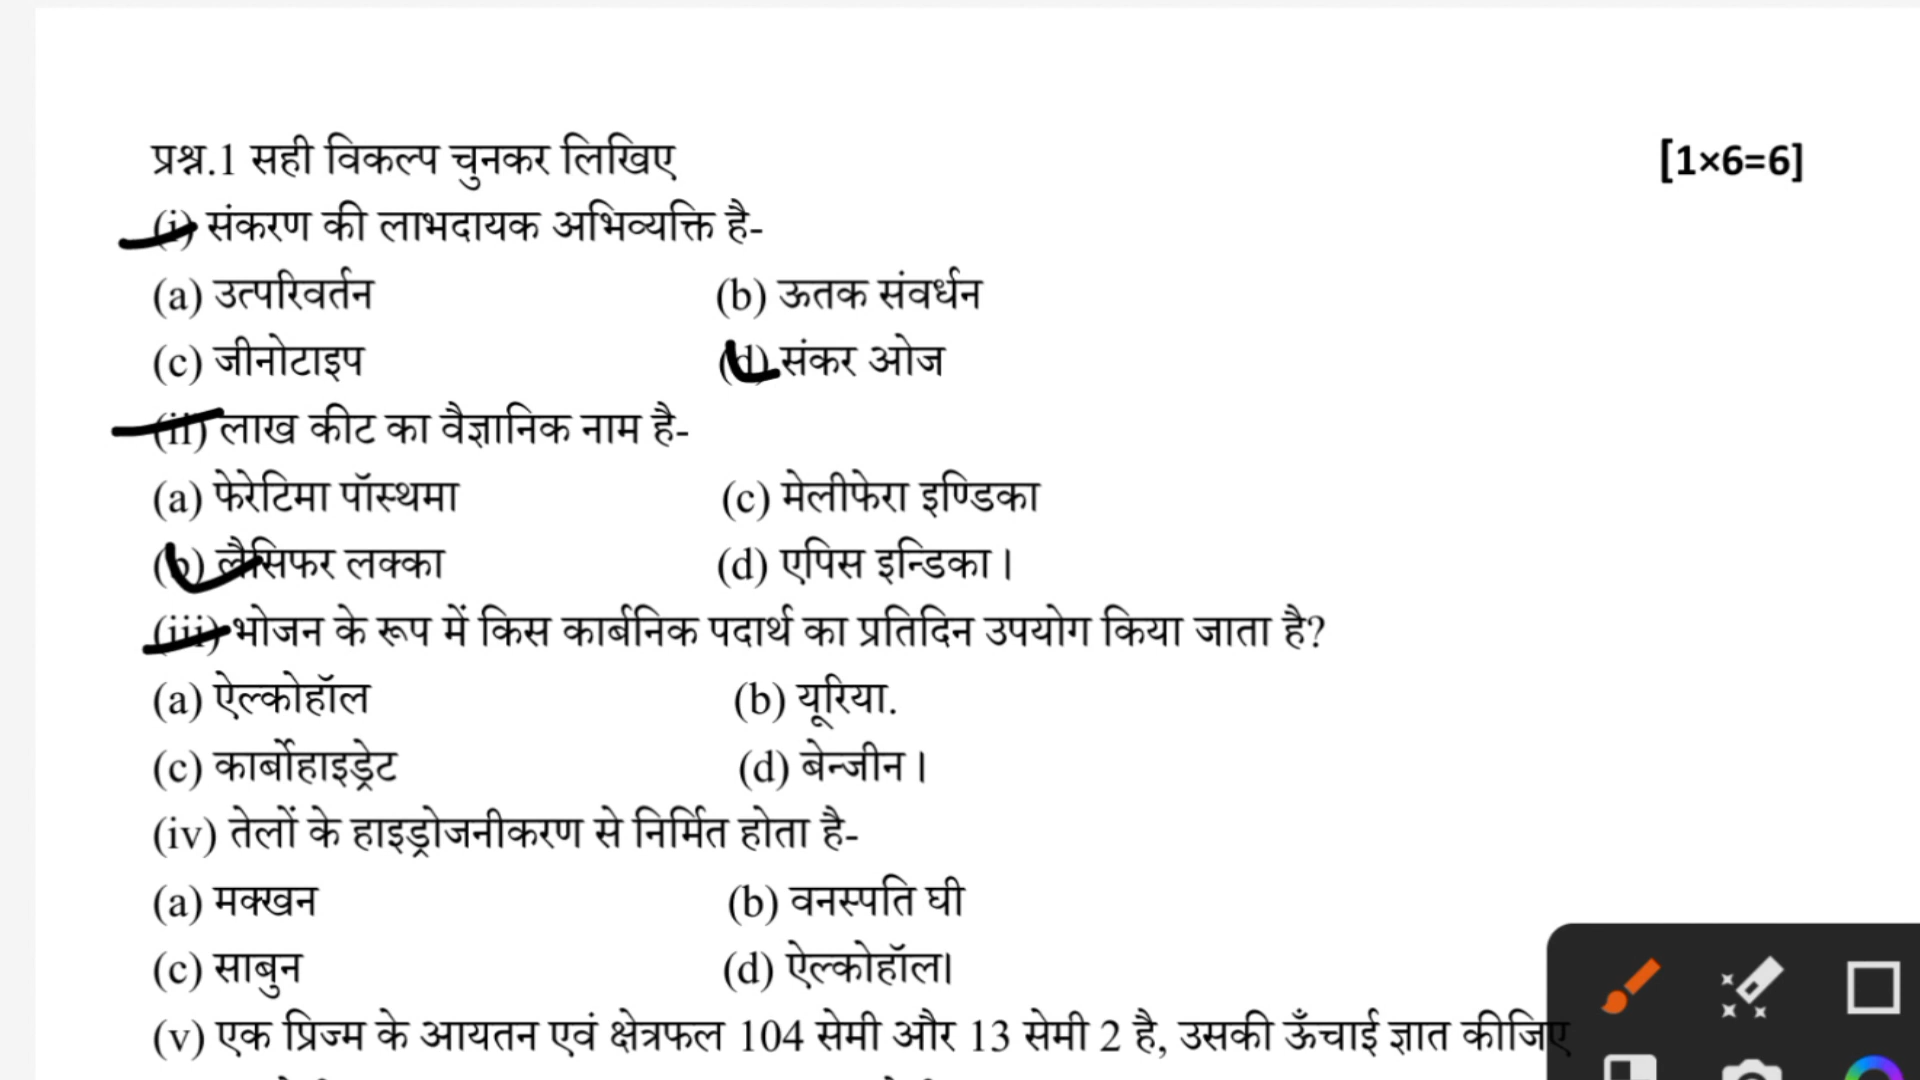 प्रश्न.1 सही विकल्प चुनकर लिखिए [1×6=6]
(i) संकरण की लाभदायक अभिव्यक्ति है-
(a) उत्परिवर्तन (b) ऊतक संवर्धन
(c) जीनोटाइप (d) संकर ओज
(ii) लाख कीट का वैज्ञानिक नाम है-
(a) फेरेटिमा पॉस्थमा (c) मेलीफेरा इण्डिका
(b) लैसिफर लक्का (d) एपिस इन्डिका।
(iii) भोजन के रूप में किस कार्बनिक पदार्थ का प्रतिदिन उपयोग किया जाता है?
(a) ऐल्कोहॉल (b) यूरिया.
(c) कार्बोहाइड्रेट (d) बेन्जीन।
(iv) तेलों के हाइड्रोजनीकरण से निर्मित होता है-
(a) मक्खन (b) वनस्पति घी
(c) साबुन (d) ऐल्कोहॉल।
(v) एक प्रिज्म के आयतन एवं क्षेत्रफल 104 सेमी और 13 सेमी 2 है, उसकी ऊँचाई ज्ञात कीजिए